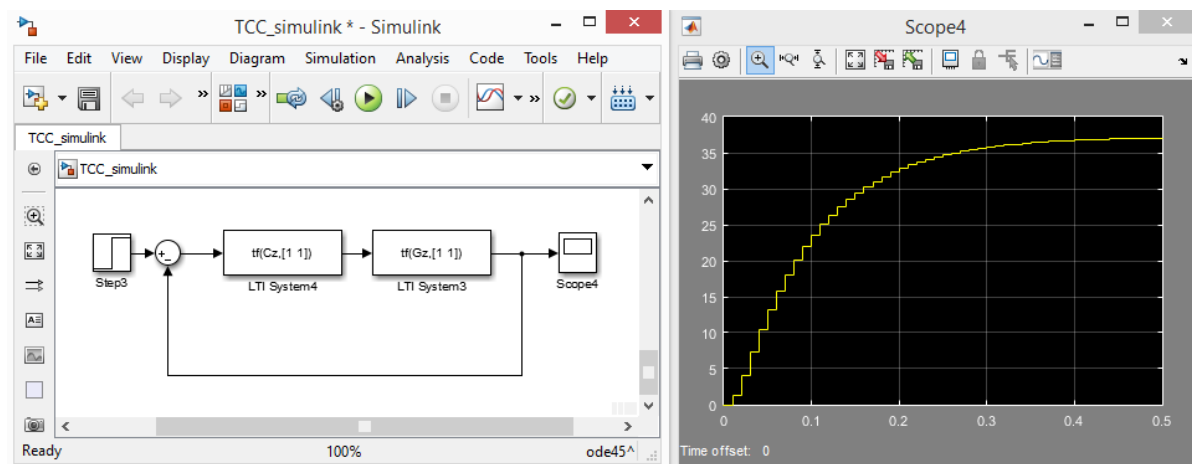 TCC_simulink * - Simulink
File Edit View Display Diagram Simulation Analysis Code Tools Help
TCC_simulink
TCC_simulink
Step3
+
-
tf(Cz,[1 1])
LTI System4
tf(Gz,[1 1])
LTI System3
Scope4
Ready 100% ode45^
Scope4
40
35
30
25
20
15
10
5
0
0 0.1 0.2 0.3 0.4 0.5
Time offset: 0